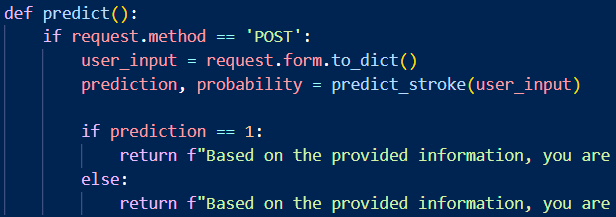 def predict():
    if request.method == 'POST':
        user_input = request.form.to_dict()
        prediction, probability = predict_stroke(user_input)
        if prediction == 1:
            return f"Based on the provided information, you are
        else:
            return f"Based on the provided information, you are